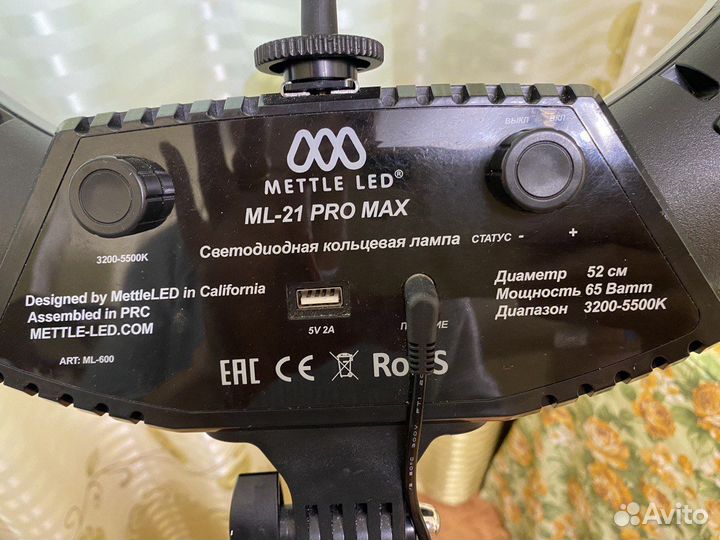 ВЫКЛ ВКЛ
METTLE LED®
ML-21 PRO MAX
Светодиодная кольцевая лампа
СТАТУС - +
3200-5500K
Designed by MettleLED in California
Assembled in PRC
METTLE-LED.COM
ART: ML-600
5V 2A
Диаметр 52 см
Мощность 65 Ватт
Диапазон 3200-5500K
EAC CE RoHS
Avito